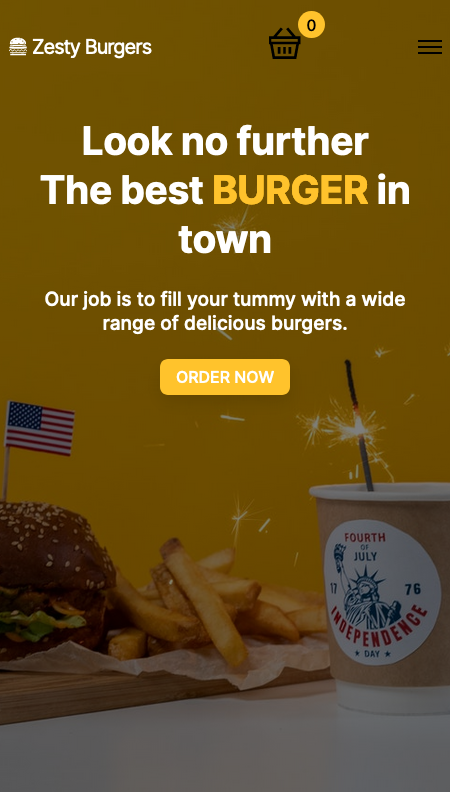 Zesty Burgers
0
Look no further
The best BURGER in
town
Our job is to fill your tummy with a wide
range of delicious burgers.
ORDER NOW
FOURTH
OF
JULY
17 76
INDEPENDENCE
DAY